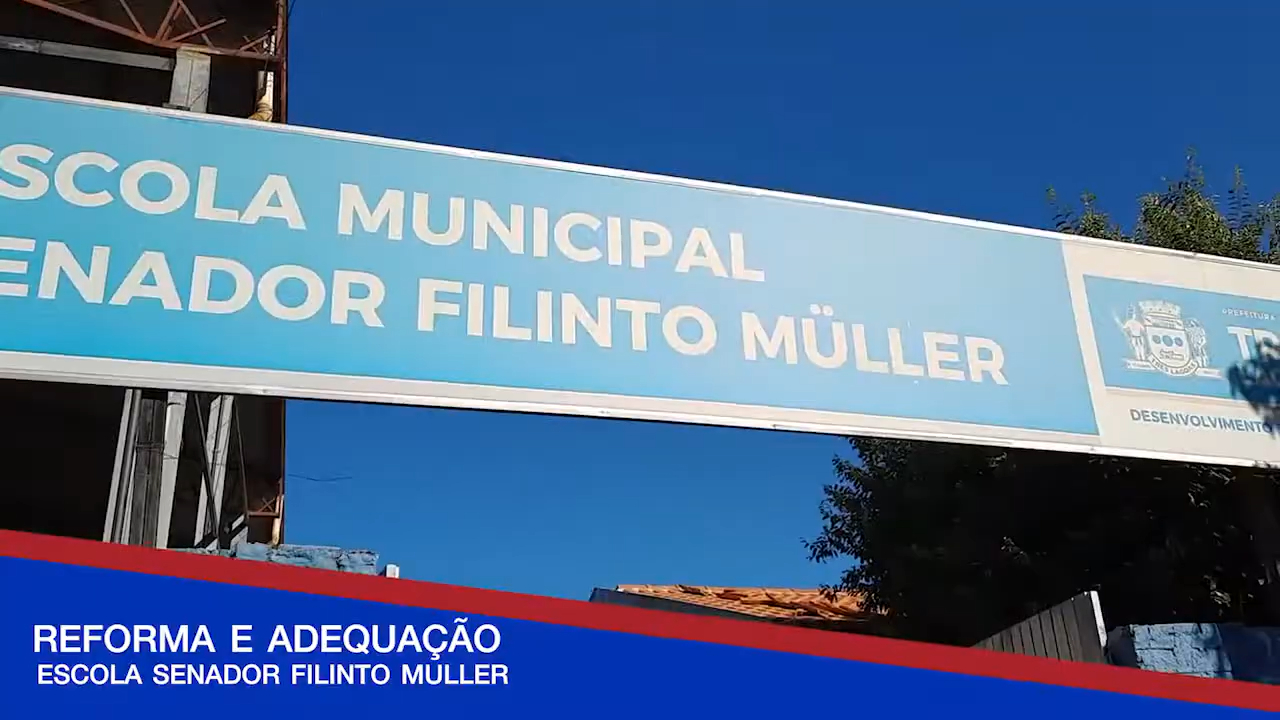 SCOLA MUNICIPAL
ENADOR FILINTO MÜLLER
PREFEITURA
DESENVOLVIMENTO
REFORMA E ADEQUAÇÃO
ESCOLA SENADOR FILINTO MULLER